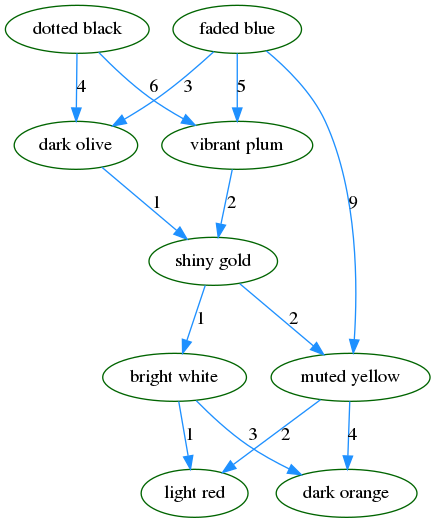 dotted black
faded blue
4
6
3
5
dark olive
vibrant plum
1
2
9
shiny gold
1
2
bright white
muted yellow
1
3
2
4
light red
dark orange